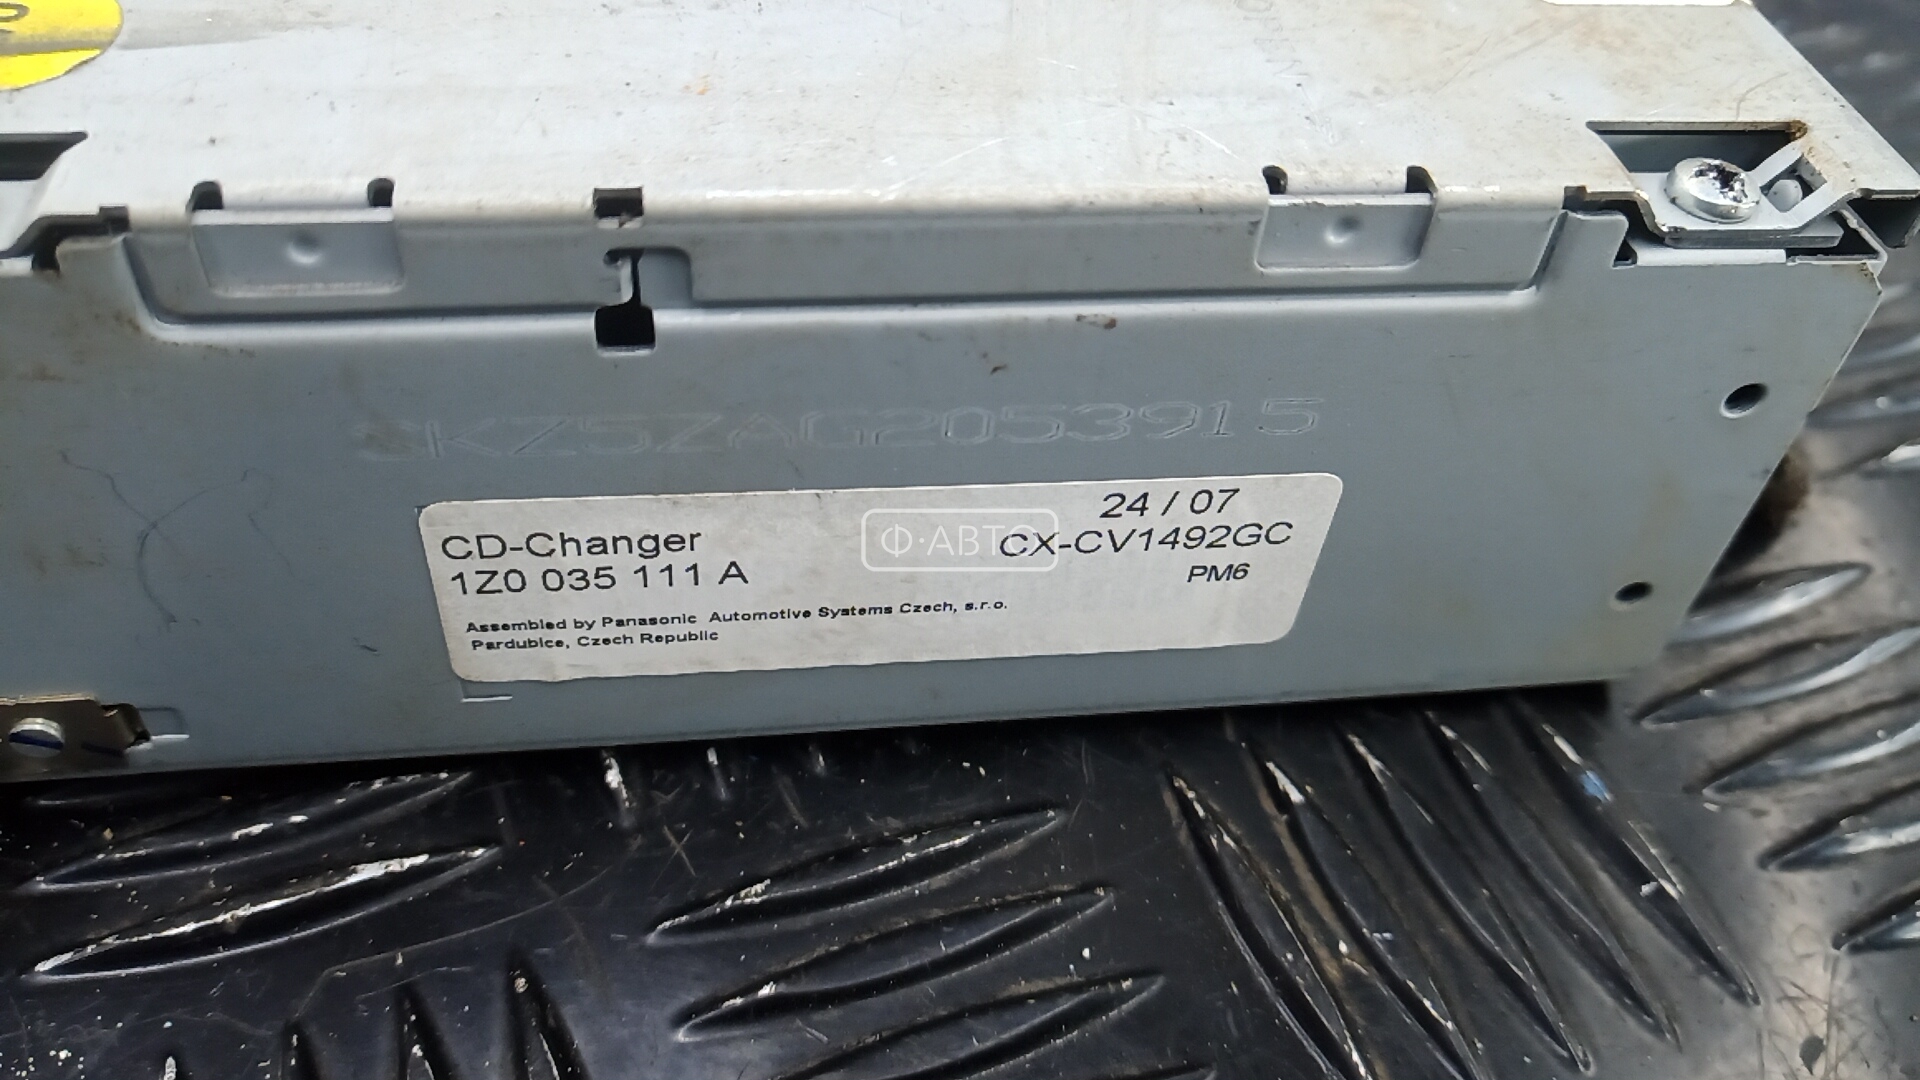 SKZ5ZAG2053915
24 / 07
CD-Changer
CX-CV1492GC
1Z0 035 111 A
PM6
Assembled by Panasonic Automotive Systems Czech, s.r.o.
Pardubice, Czech Republic
Ф·АВТО